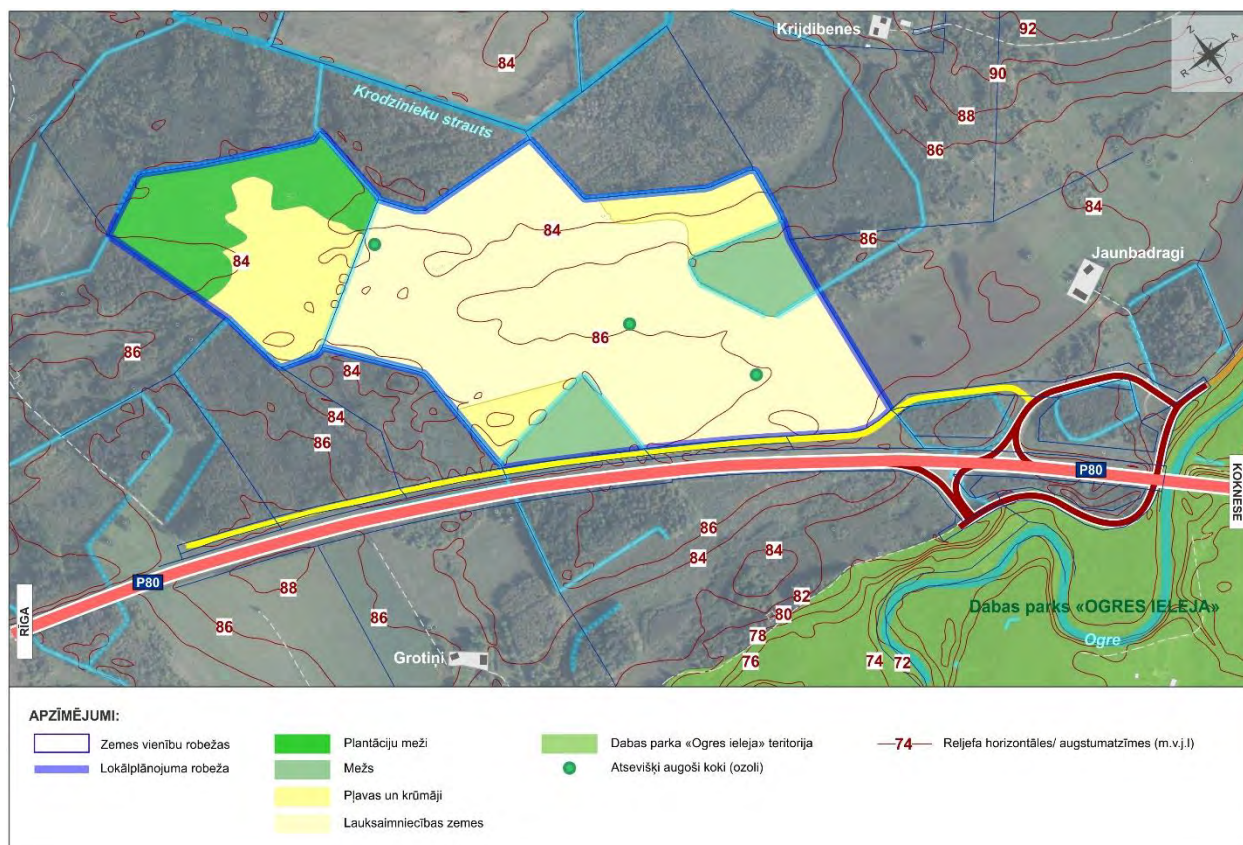 Krijdibenes
92
Z
A
R
D
84
90
Krodzinieku strauts
88
86
84
84
86
Jaunbadragi
84
86
86
84
84
86
P80
KOKNESE
86
84
84
P80
88
82
RĪGA
86
86
80
Dabas parks «OGRES IELEJA»
78
Ogre
Grotiņi
76
74
72
APZĪMĒJUMI:
Zemes vienību robežas
Plantāciju meži
Dabas parka «Ogres ieleja» teritorija
74
Reljefa horizontāles/ augstumatzīmes (m.v.j.l)
Lokālplānojuma robeža
Mežs
Atsevišķi augoši koki (ozoli)
Pļavas un krūmāji
Lauksaimniecības zemes